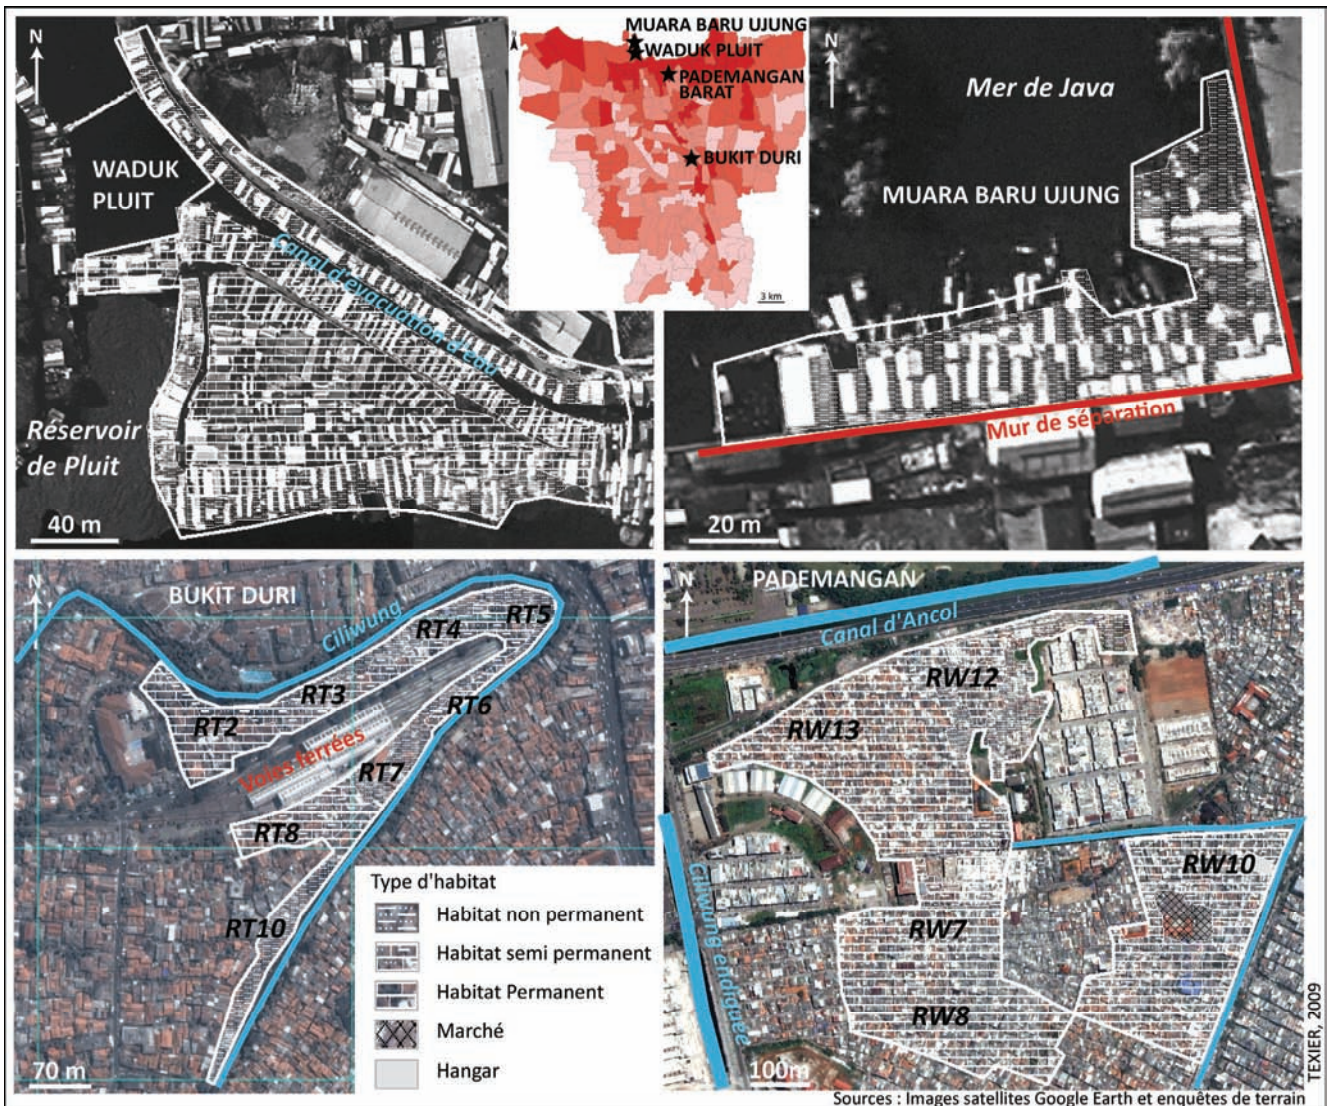 N
WADUK
PLUIT
Canal d'évacuation d'eau
Réservoir
de Pluit
40 m
MUARA BARU UJUNG
WADUK PLUIT
PADEMANGAN
BARAT
BUKIT DURI
3 km
N
Mer de Java
MUARA BARU UJUNG
Mur de séparation
20 m
N
BUKIT DURI
Ciliwung
RT5
RT4
RT3
RT6
RT2
Voies ferrées
RT7
RT8
RT10
70 m
Type d'habitat
Habitat non permanent
Habitat semi permanent
Habitat Permanent
Marché
Hangar
N
PADEMANGAN
Canal d'Ancol
RW12
RW13
RW10
RW7
Ciliwung endiguée
RW8
100m
TEXIER, 2009
Sources : Images satellites Google Earth et enquêtes de terrain